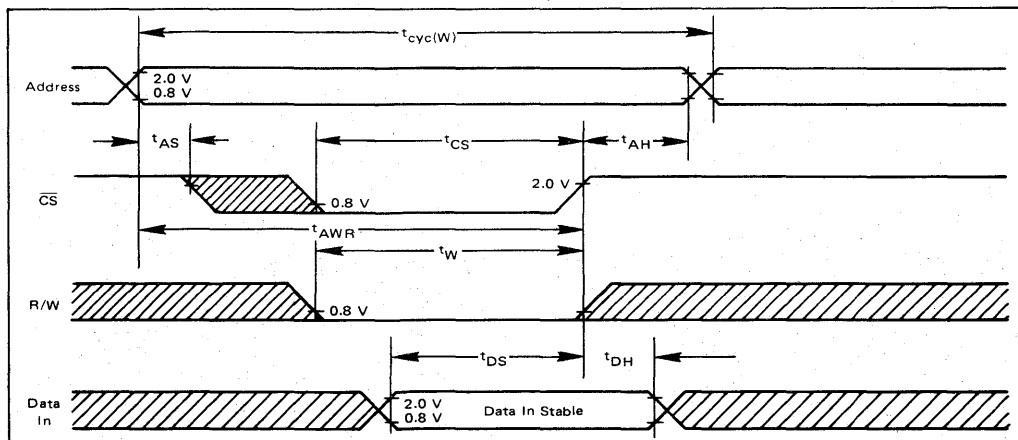 tcyc(W)
Address
2.0 V
0.8 V
tAS
tCS
tAH
CS
0.8 V
2.0 V
tAWR
tW
R/W
0.8 V
tDS
tDH
Data
In
2.0 V
0.8 V
Data In Stable